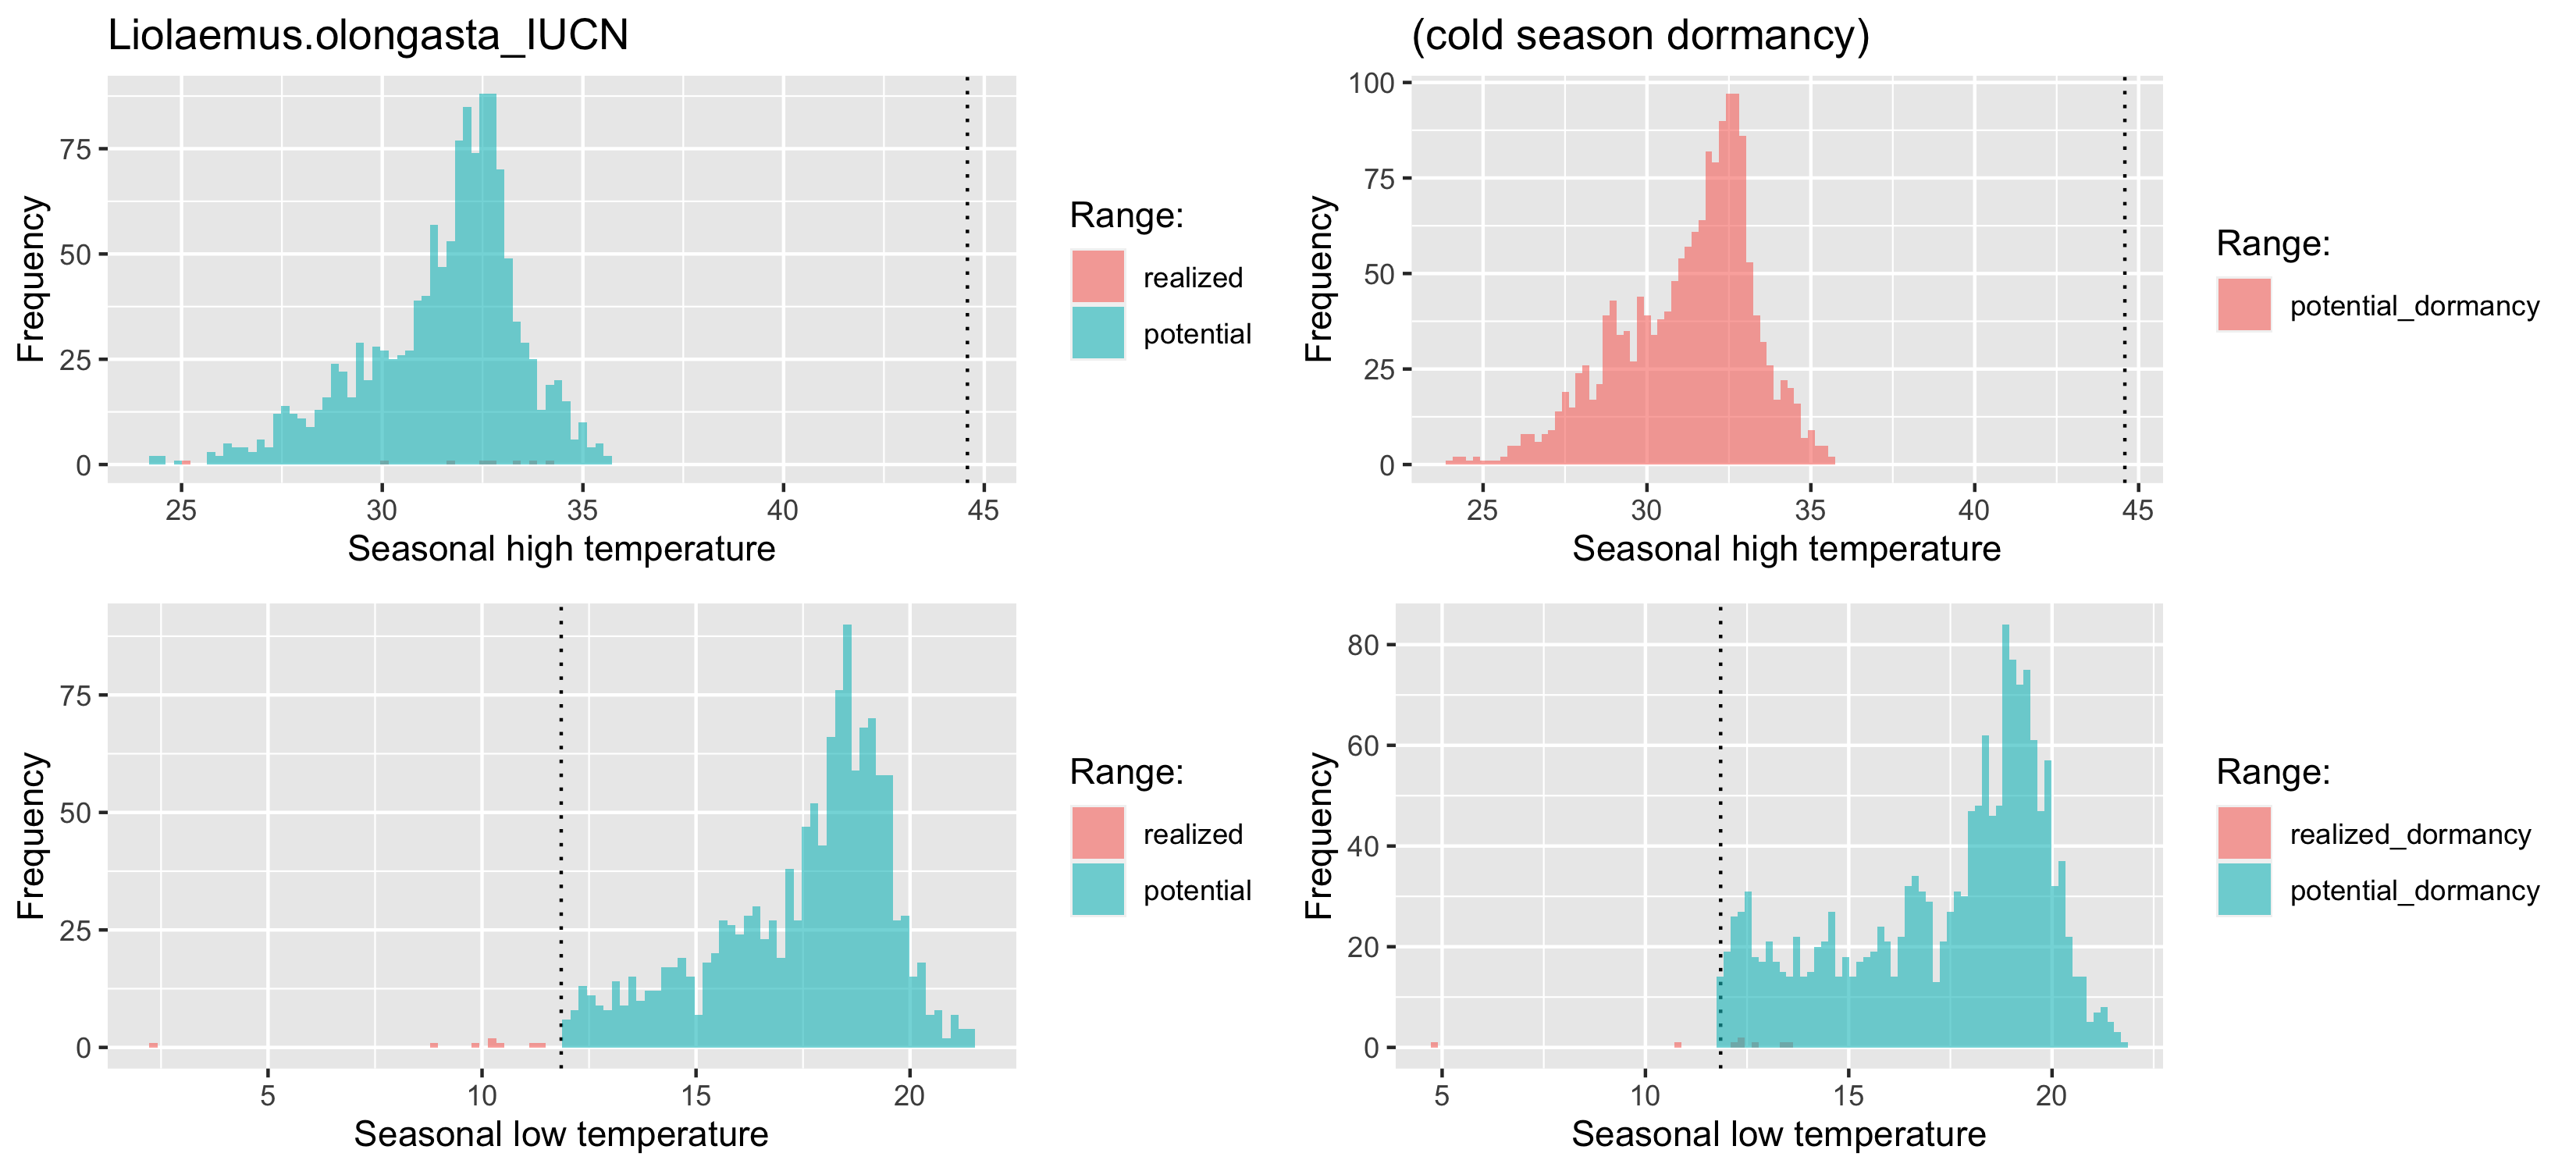 Liolaemus.olongasta_IUCN
Frequency
75
50
25
0
25 30 35 40 45
Seasonal high temperature
Range:
realized
potential
(cold season dormancy)
Frequency
100
75
50
25
0
25 30 35 40 45
Seasonal high temperature
Range:
potential_dormancy
Frequency
75
50
25
0
5 10 15 20
Seasonal low temperature
Range:
realized
potential
Frequency
80
60
40
20
0
5 10 15 20
Seasonal low temperature
Range:
realized_dormancy
potential_dormancy